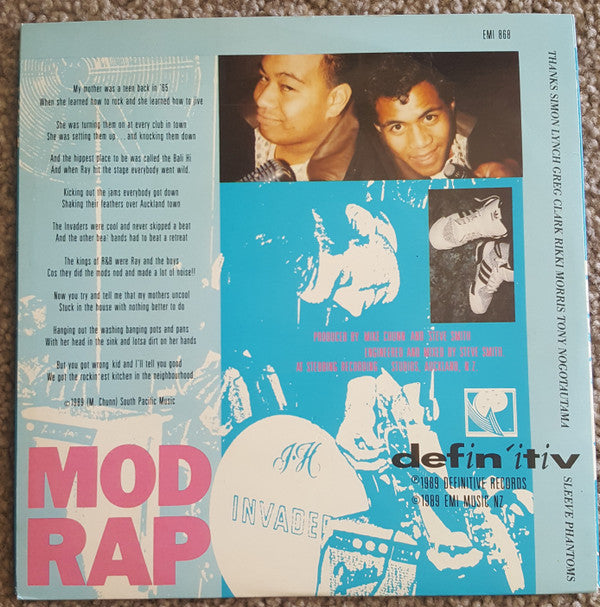 EMI 868
My mother was a teen back in '65
When she learned how to rock and she learned how to live
She was turning them on at every club in town
She was setting them up . . and knocking them down
And the hippest place to be was called the Bali Hi
And when Ray hit the stage everybody went wild.
Kicking out the jams everybody got down
Shaking their feathers over Auckland town
The Invaders were cool and never skipped a beat
And the other beat bands had to beat a retreat
The kings of R&B were Ray and the boys
Cos they did the mods nod and made a lot of noise!!
Now you try and tell me that my mothers uncool
Stuck in the house with nothing better to do
Hanging out the washing banging pots and pans
With her head in the sink and lotsa dirt on her hands
But you got wrong kid and I'll tell you good
We got the rockin'est kitchen in the neighbourhood.
©1989 (M. Chunn) South Pacific Music
MOD
RAP
THANKS SIMON LYNCH GREG CLARK RIKKI MORRIS TONY NOGOTAUTAMA
SLEEVE PHANTOMS
PRODUCED BY MIKE CHUNN AND STEVE SMITH
ENGINEERED AND MIXED BY STEVE SMITH
STUDIOS, AUCKLAND, N.Z.
J·H
INVADER
defin'itiv
℗1989 DEFINITIVE RECORDS
©1989 EMI MUSIC NZ